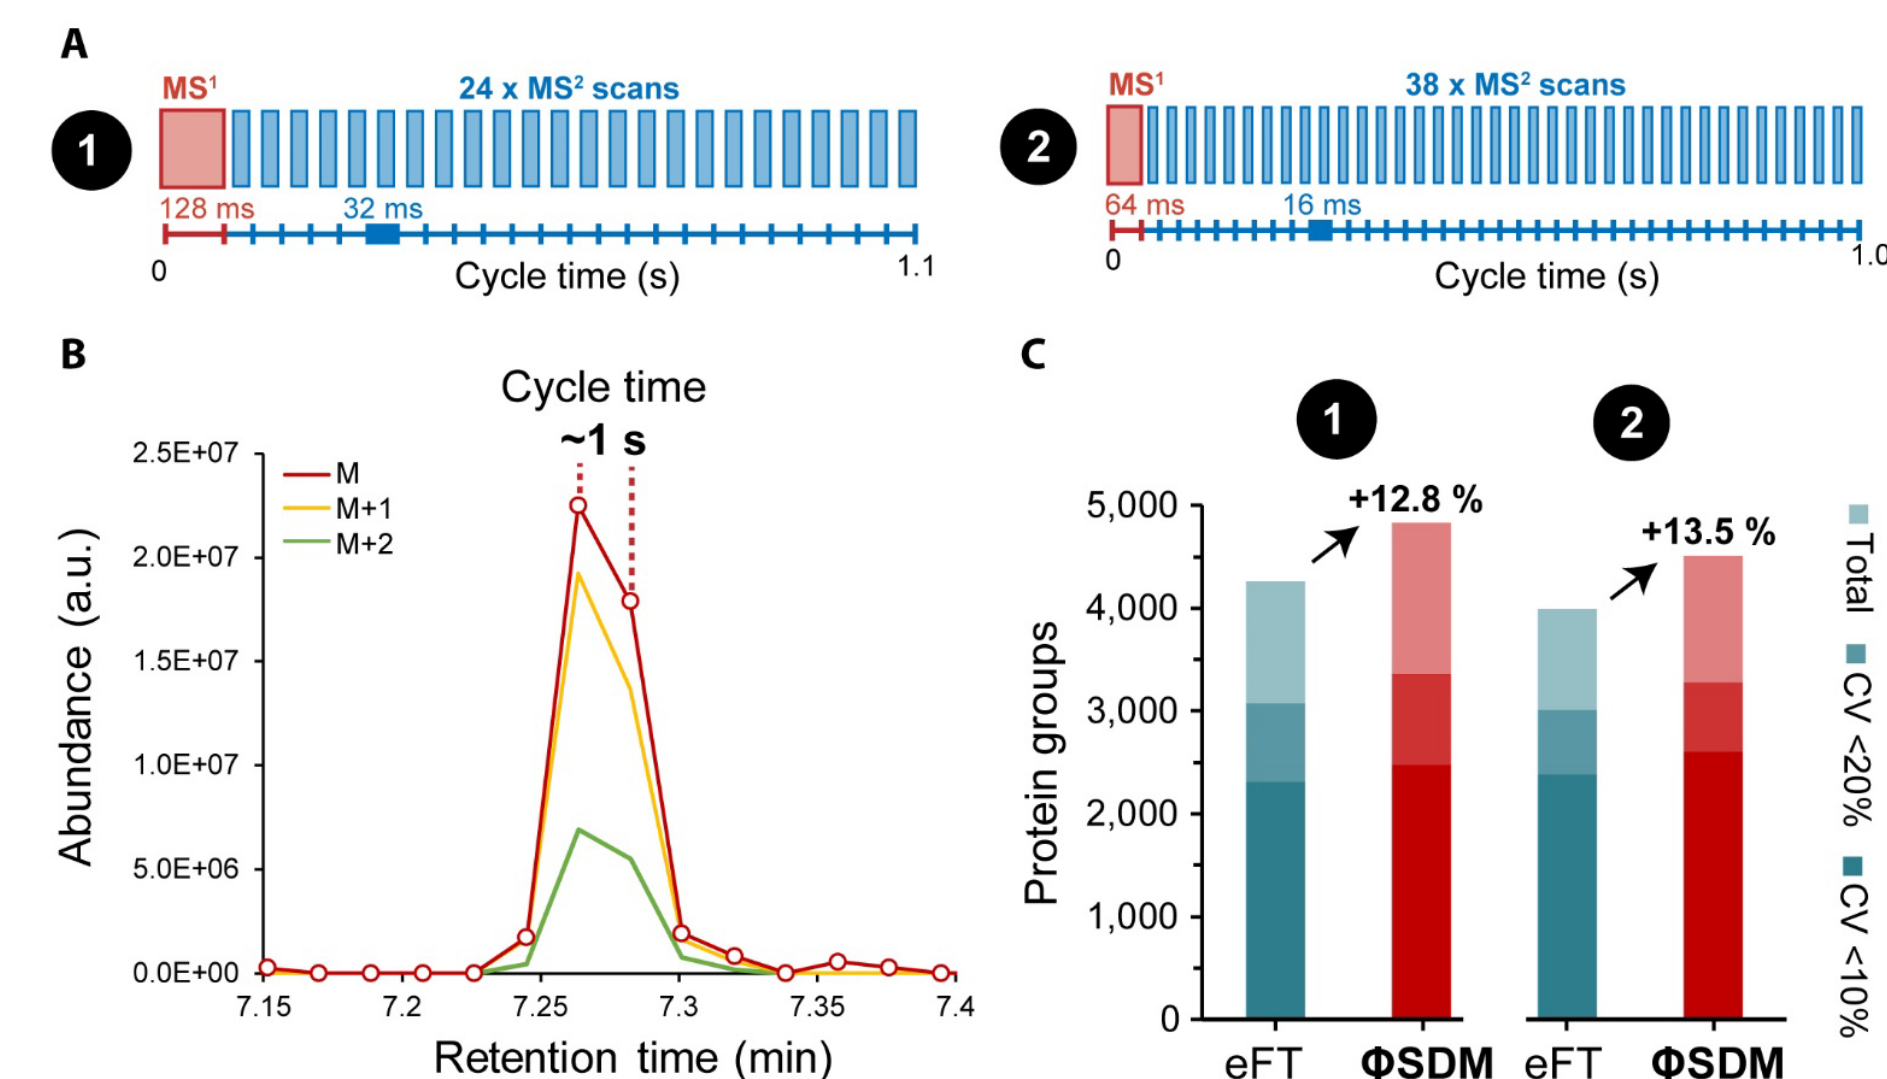 A
MS¹
24 x MS² scans
1
128 ms
32 ms
0
Cycle time (s)
1.1
MS¹
38 x MS² scans
2
64 ms
16 ms
0
Cycle time (s)
1.0
B
Cycle time
~1 s
M
M+1
M+2
Abundance (a.u.)
2.5E+07
2.0E+07
1.5E+07
1.0E+07
5.0E+06
0.0E+00
7.15
7.2
7.25
7.3
7.35
7.4
Retention time (min)
C
1
2
+12.8 %
+13.5 %
Protein groups
5,000
4,000
3,000
2,000
1,000
0
eFT
ΦSDM
eFT
ΦSDM
Total
CV <20%
CV <10%